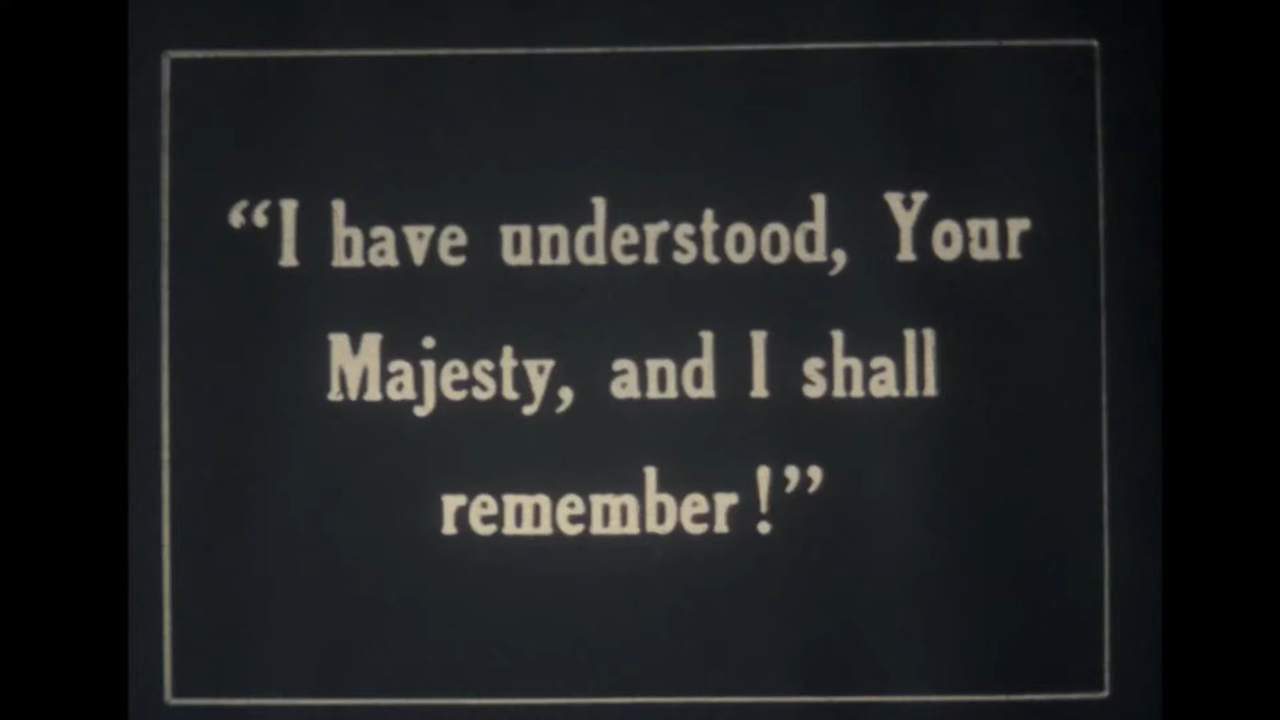 “I have understood, Your
Majesty, and I shall
remember!”